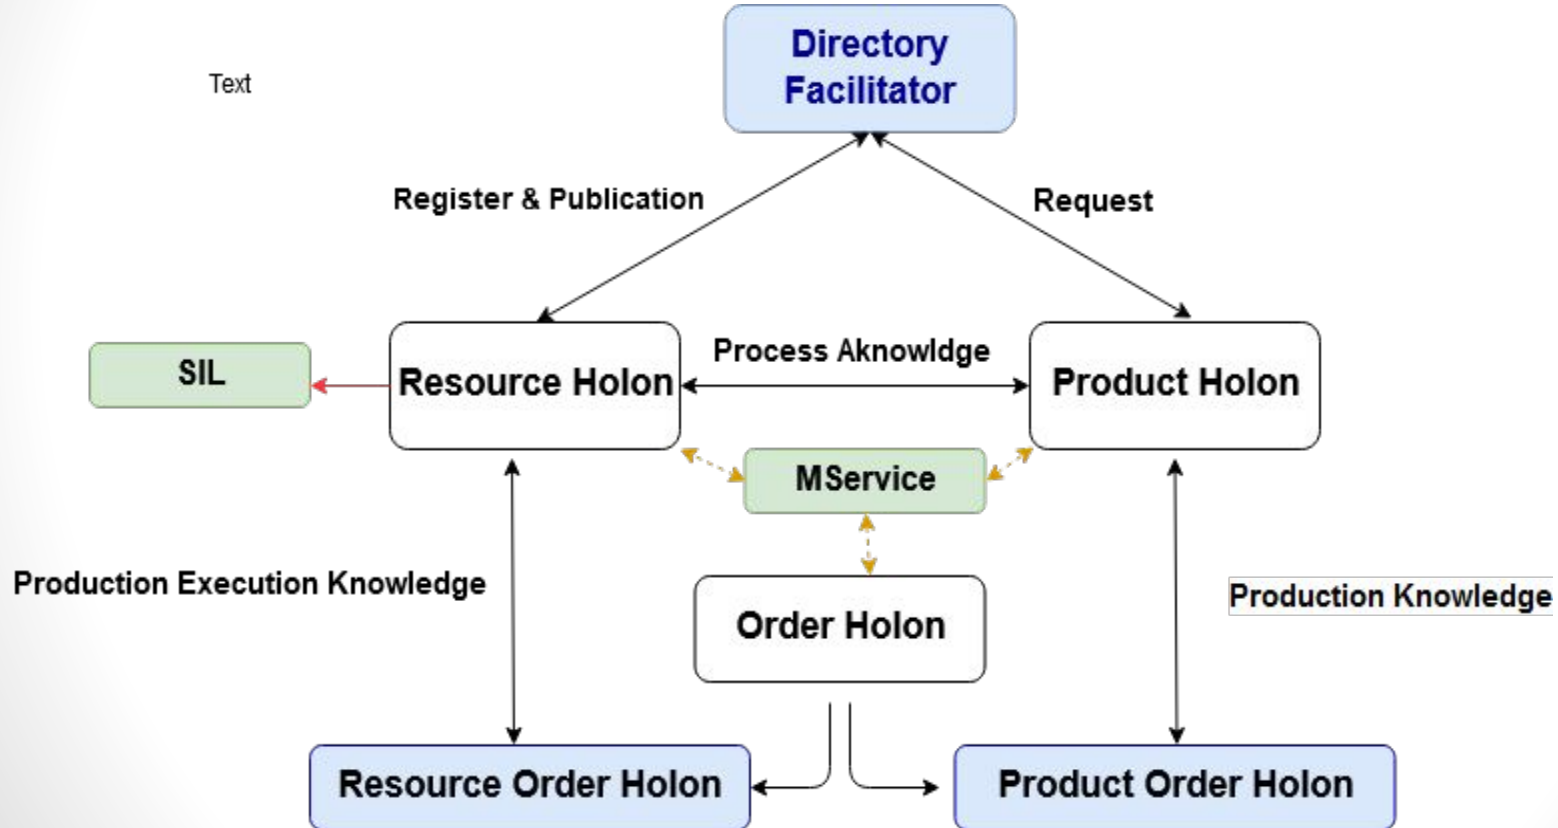 Directory
Facilitator
Text
Register & Publication
Request
SIL
Resource Holon
Process Aknowldge
Product Holon
MService
Production Execution Knowledge
Production Knowledge
Order Holon
Resource Order Holon
Product Order Holon